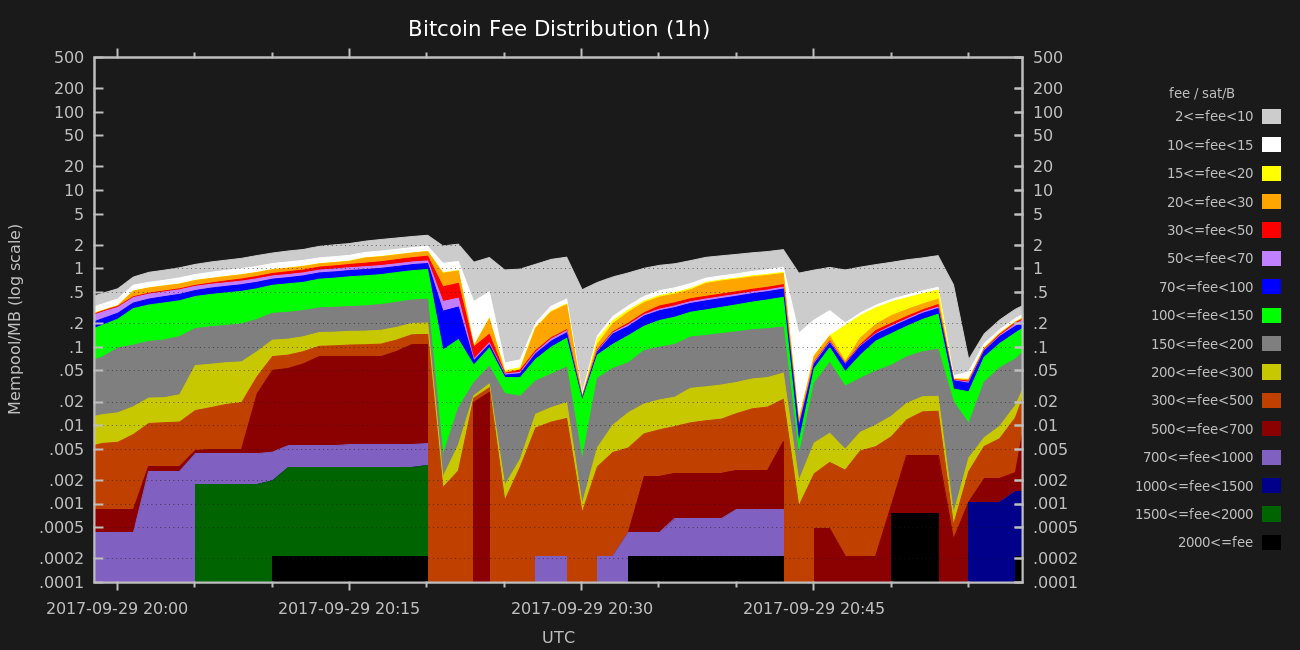 Bitcoin Fee Distribution (1h)
Mempool/MB (log scale)
500
200
100
50
20
10
5
2
1
.5
.2
.1
.05
.02
.01
.005
.002
.001
.0005
.0002
.0001
500
200
100
50
20
10
5
2
1
.5
.2
.1
.05
.02
.01
.005
.002
.001
.0005
.0002
.0001
2017-09-29 20:00
2017-09-29 20:15
2017-09-29 20:30
2017-09-29 20:45
UTC
fee / sat/B
2<=fee<10
10<=fee<15
15<=fee<20
20<=fee<30
30<=fee<50
50<=fee<70
70<=fee<100
100<=fee<150
150<=fee<200
200<=fee<300
300<=fee<500
500<=fee<700
700<=fee<1000
1000<=fee<1500
1500<=fee<2000
2000<=fee